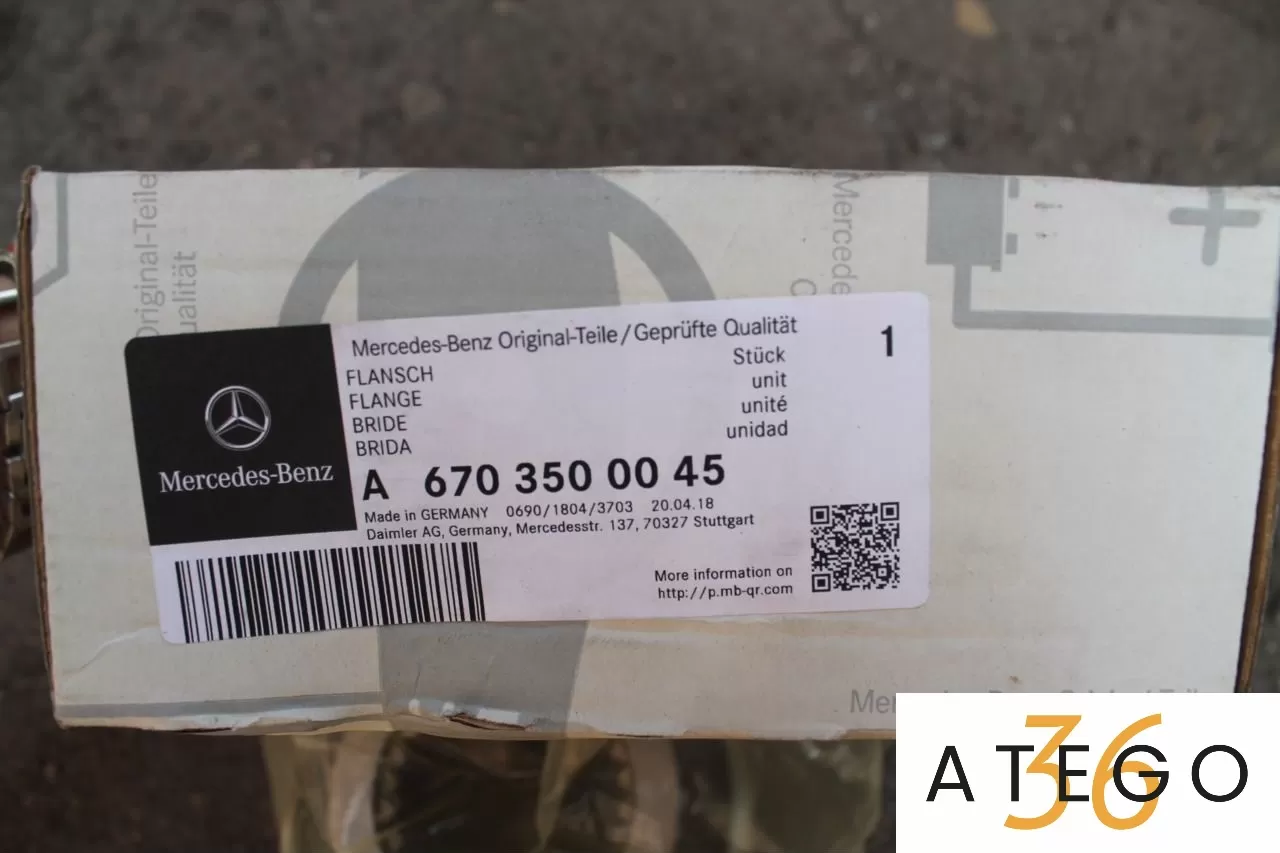 Original-Teile
Qualität
Mercede
Mercedes-Benz Original-Teile / Geprüfte Qualität
1
Stück
FLANSCH
unit
FLANGE
unité
BRIDE
unidad
BRIDA
Mercedes-Benz
A 670 350 00 45
Made in GERMANY 0690/1804/3703 20.04.18
Daimler AG, Germany, Mercedesstr. 137, 70327 Stuttgart
More information on
http://p.mb-qr.com
ATEGO
36